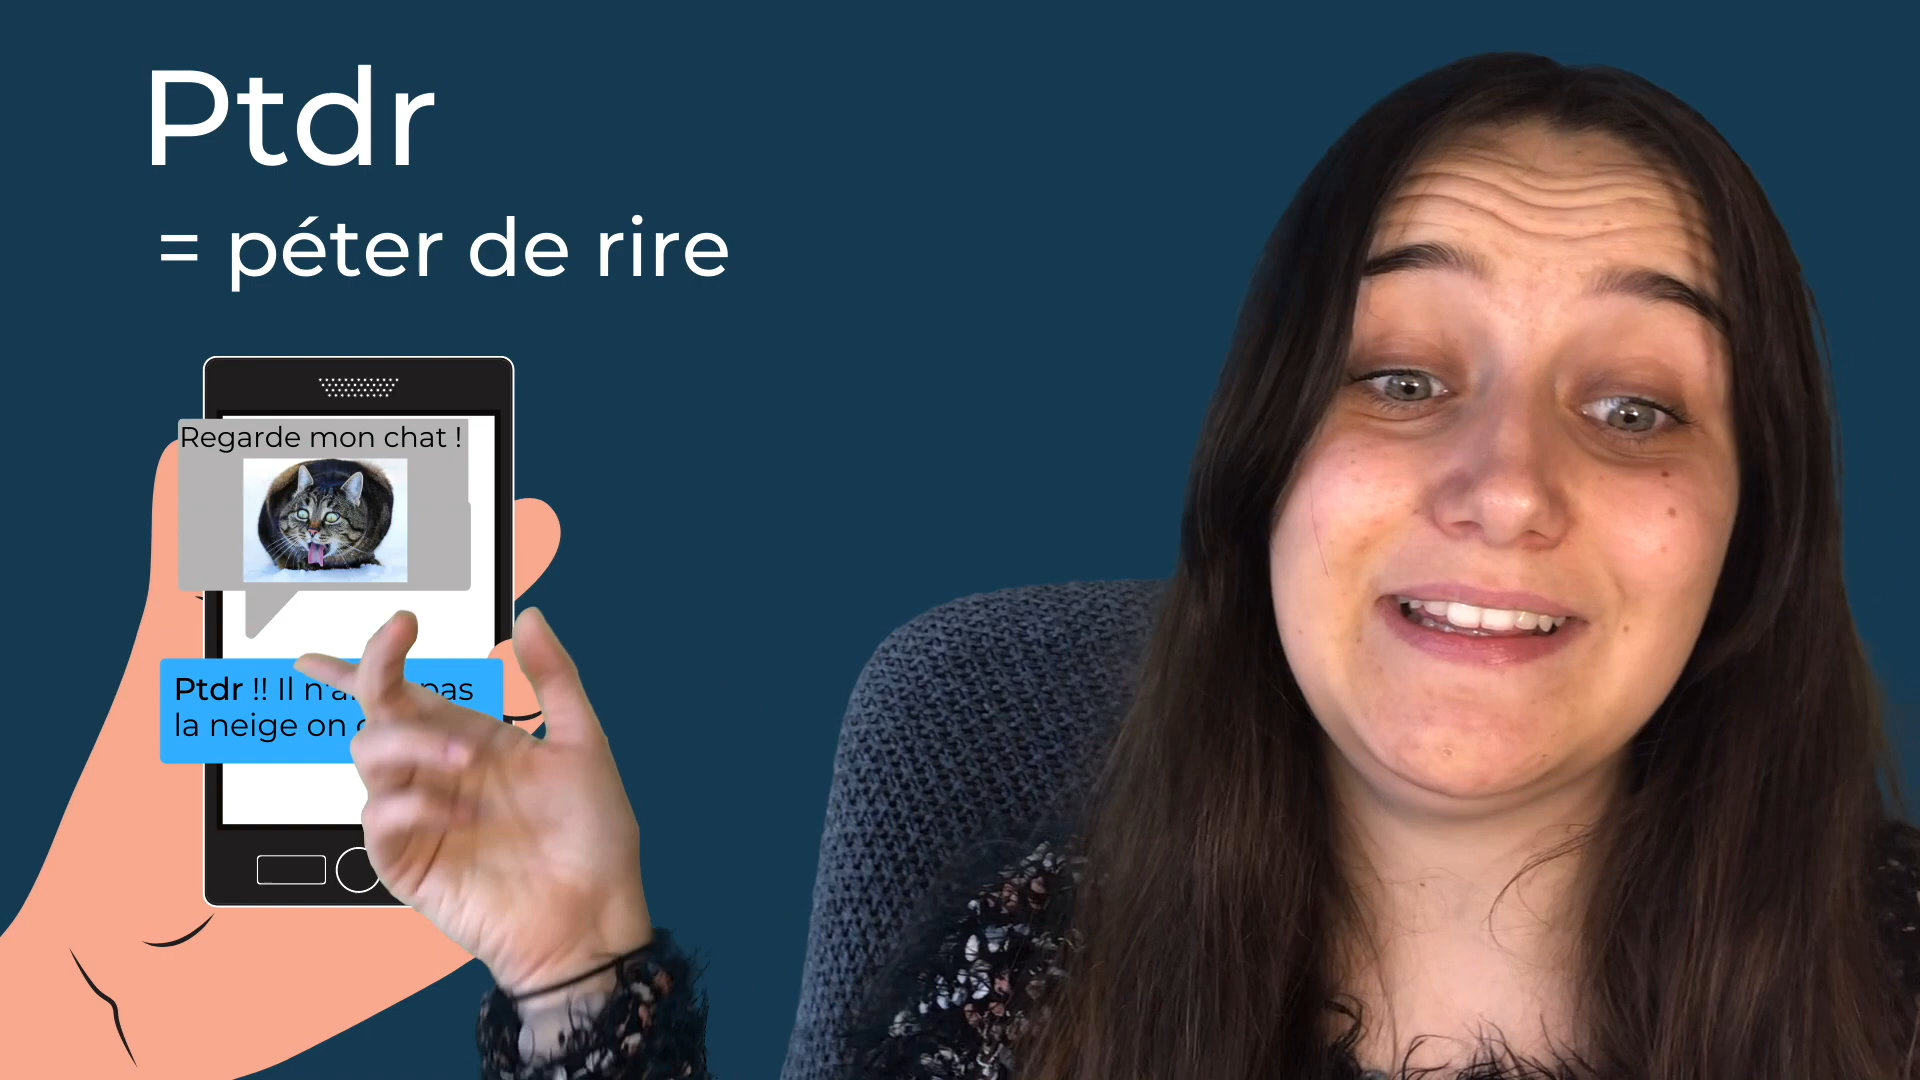 Ptdr
= péter de rire
Regarde mon chat !
Ptdr !! Il pas
la neige on